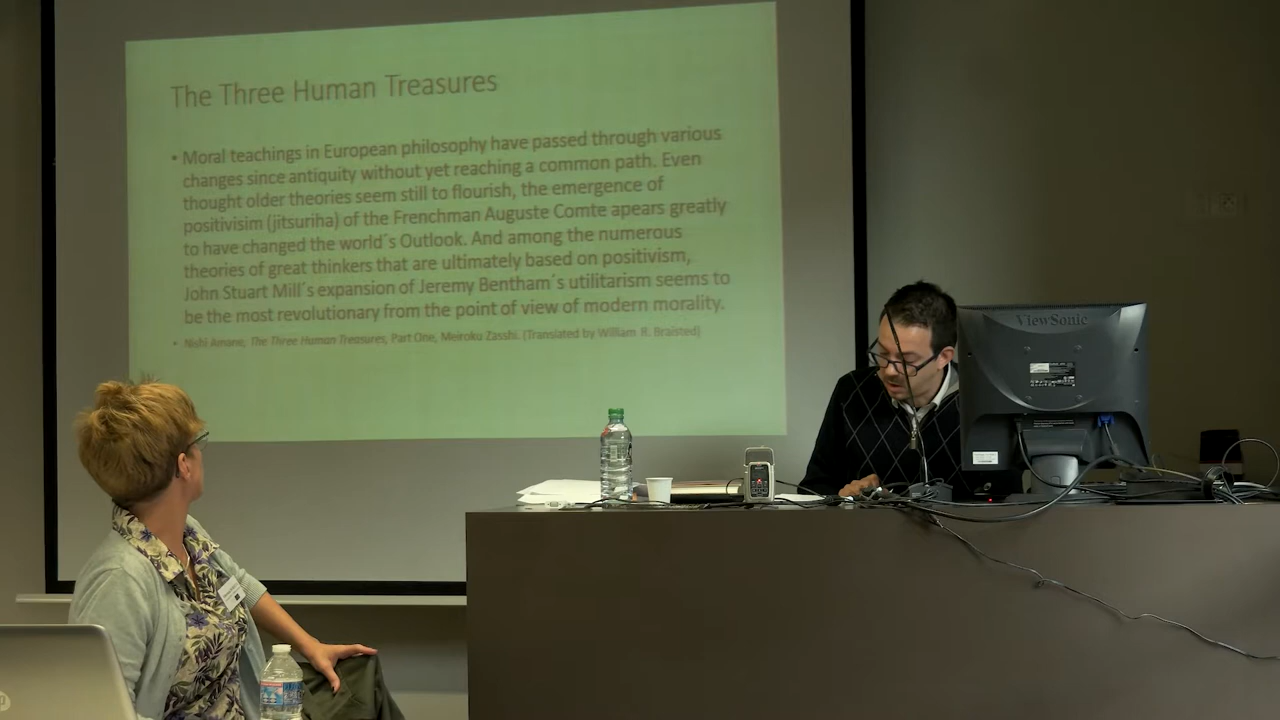 The Three Human Treasures
• Moral teachings in European philosophy have passed through various
changes since antiquity without yet reaching a common path. Even
thought older theories seem still to flourish, the emergence of
positivisim (jitsuriha) of the Frenchman Auguste Comte apears greatly
to have changed the world´s Outlook. And among the numerous
theories of great thinkers that are ultimately based on positivism,
John Stuart Mill´s expansion of Jeremy Bentham´s utilitarism seems to
be the most revolutionary from the point of view of modern morality.
• Nishi Amane, The Three Human Treasures, Part One, Meiroku Zasshi. (Translated by William R. Braisted)
ViewSonic